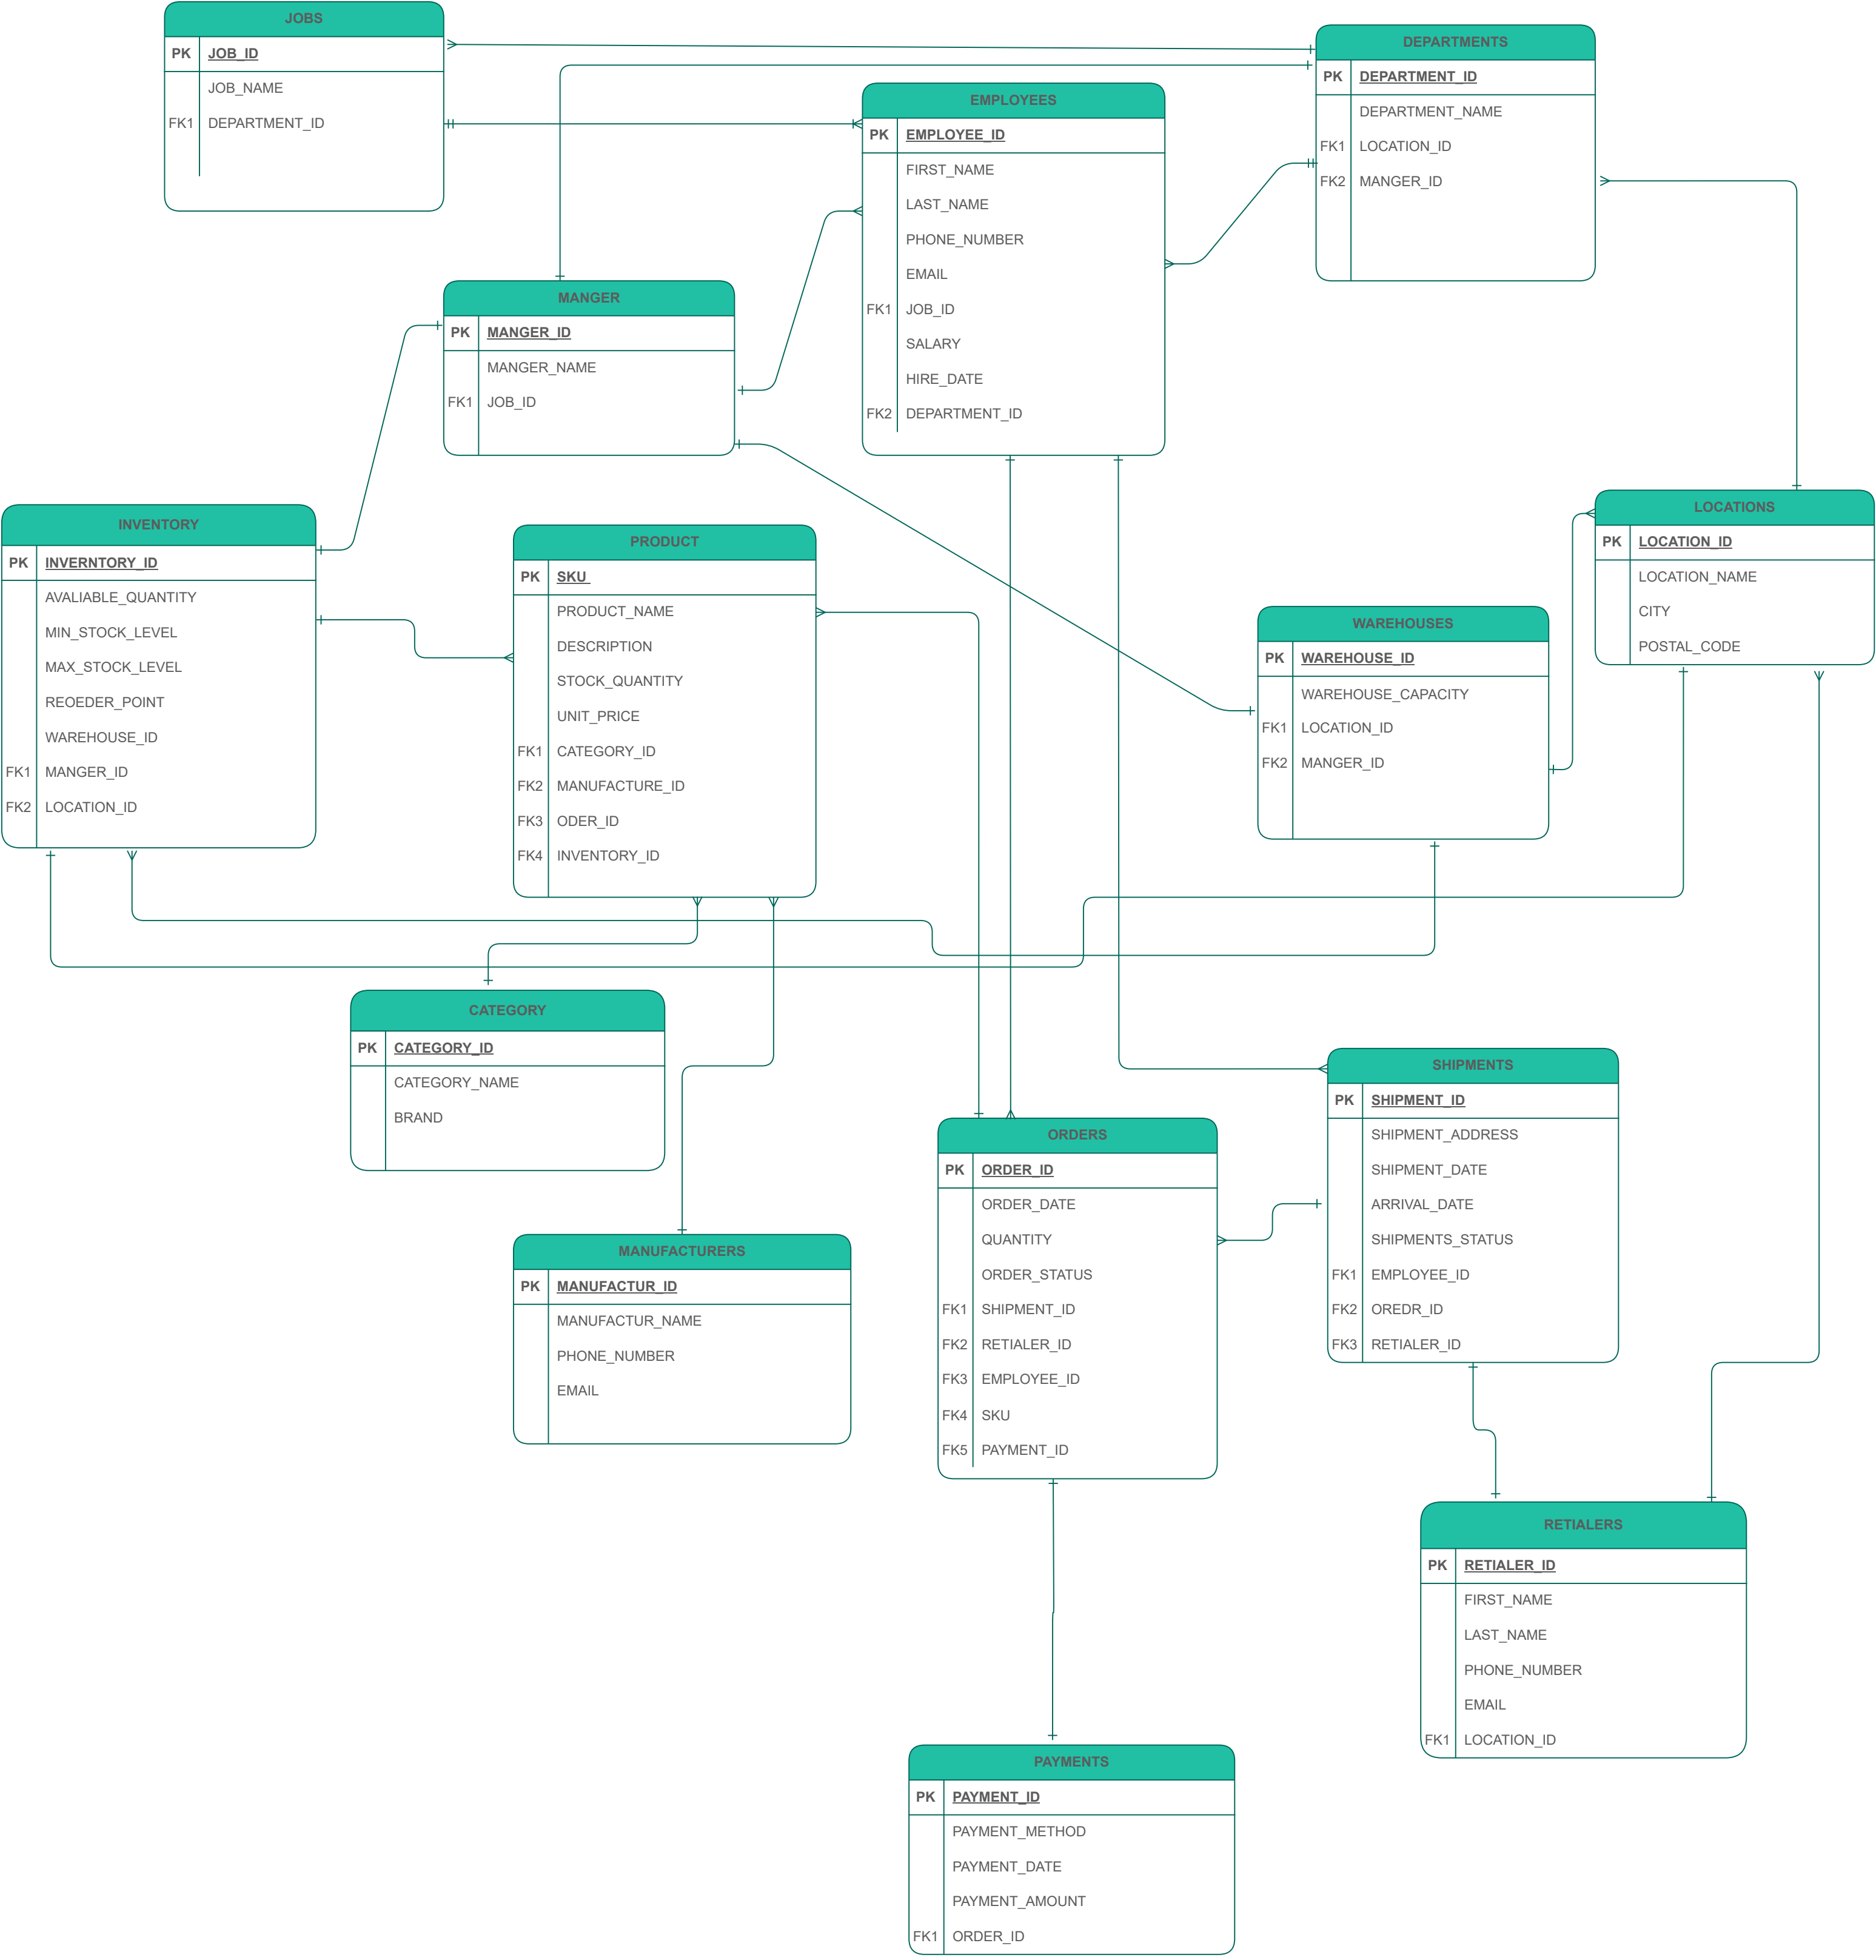 JOBS
PK JOB_ID
JOB_NAME
FK1 DEPARTMENT_ID
DEPARTMENTS
PK DEPARTMENT_ID
DEPARTMENT_NAME
FK1 LOCATION_ID
FK2 MANGER_ID
EMPLOYEES
PK EMPLOYEE_ID
FIRST_NAME
LAST_NAME
PHONE_NUMBER
EMAIL
FK1 JOB_ID
SALARY
HIRE_DATE
FK2 DEPARTMENT_ID
MANGER
PK MANGER_ID
MANGER_NAME
FK1 JOB_ID
INVENTORY
PK INVERNTORY_ID
AVALIABLE_QUANTITY
MIN_STOCK_LEVEL
MAX_STOCK_LEVEL
REOEDER_POINT
WAREHOUSE_ID
FK1 MANGER_ID
FK2 LOCATION_ID
PRODUCT
PK SKU
PRODUCT_NAME
DESCRIPTION
STOCK_QUANTITY
UNIT_PRICE
FK1 CATEGORY_ID
FK2 MANUFACTURE_ID
FK3 ODER_ID
FK4 INVENTORY_ID
LOCATIONS
PK LOCATION_ID
LOCATION_NAME
CITY
POSTAL_CODE
WAREHOUSES
PK WAREHOUSE_ID
WAREHOUSE_CAPACITY
FK1 LOCATION_ID
FK2 MANGER_ID
CATEGORY
PK CATEGORY_ID
CATEGORY_NAME
BRAND
SHIPMENTS
PK SHIPMENT_ID
SHIPMENT_ADDRESS
SHIPMENT_DATE
ARRIVAL_DATE
SHIPMENTS_STATUS
FK1 EMPLOYEE_ID
FK2 OREDR_ID
FK3 RETIALER_ID
ORDERS
PK ORDER_ID
ORDER_DATE
QUANTITY
ORDER_STATUS
FK1 SHIPMENT_ID
FK2 RETIALER_ID
FK3 EMPLOYEE_ID
FK4 SKU
FK5 PAYMENT_ID
MANUFACTURERS
PK MANUFACTUR_ID
MANUFACTUR_NAME
PHONE_NUMBER
EMAIL
RETIALERS
PK RETIALER_ID
FIRST_NAME
LAST_NAME
PHONE_NUMBER
EMAIL
FK1 LOCATION_ID
PAYMENTS
PK PAYMENT_ID
PAYMENT_METHOD
PAYMENT_DATE
PAYMENT_AMOUNT
FK1 ORDER_ID